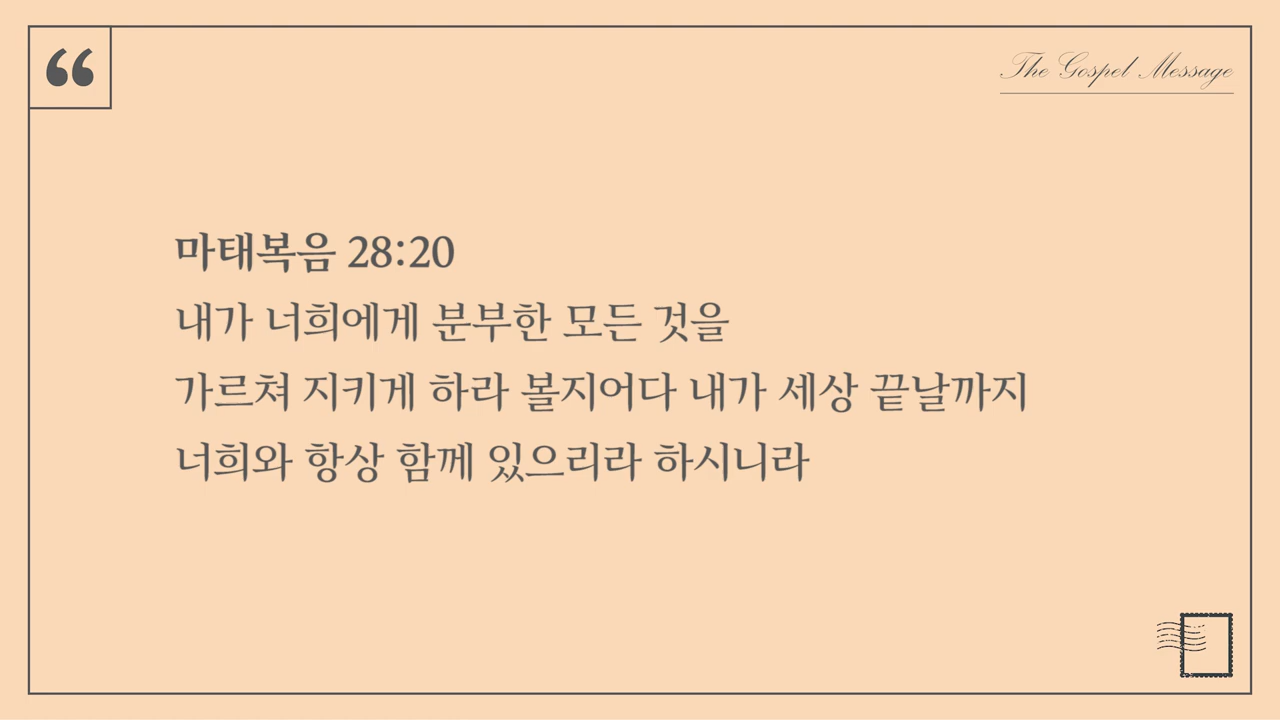 The Gospel Message
마태복음 28:20
내가 너희에게 분부한 모든 것을
가르쳐 지키게 하라 볼지어다 내가 세상 끝날까지
너희와 항상 함께 있으리라 하시니라